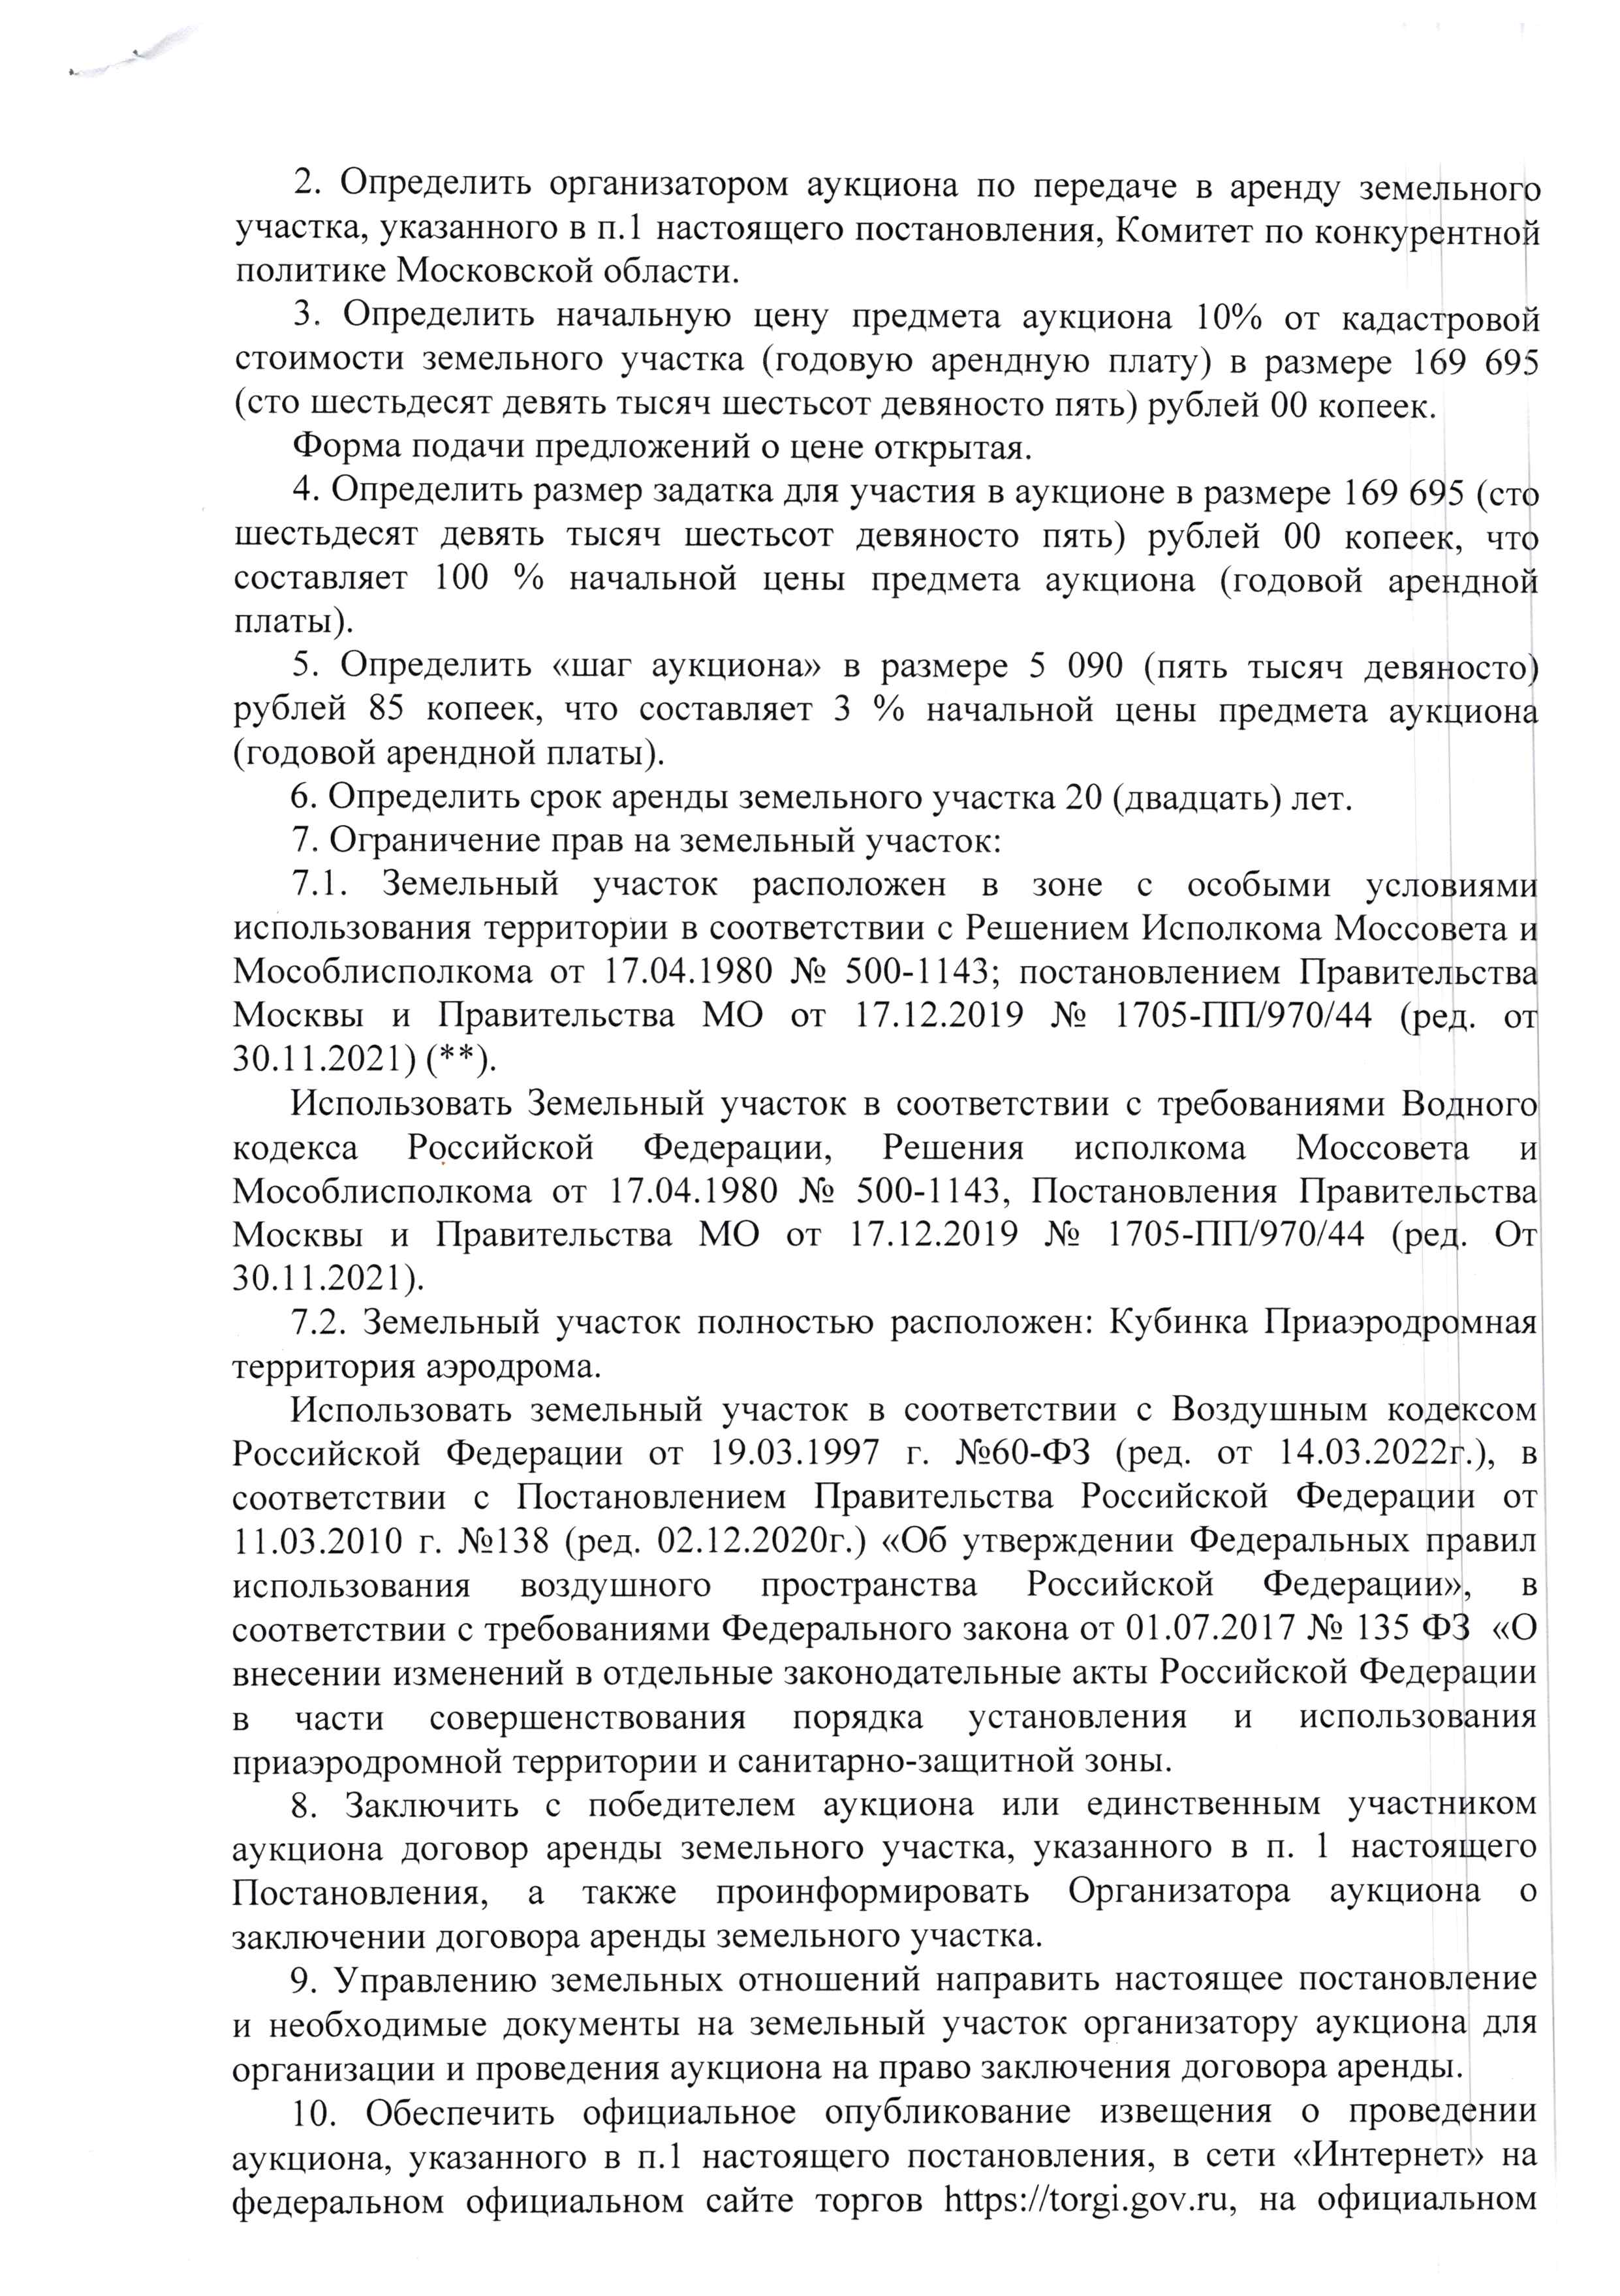 2. Определить организатором аукциона по передаче в аренду земельного
участка, указанного в п.1 настоящего постановления, Комитет по конкурентной
политике Московской области.
3. Определить начальную цену предмета аукциона 10% от кадастровой
стоимости земельного участка (годовую арендную плату) в размере 169 695
(сто шестьдесят девять тысяч шестьсот девяносто пять) рублей 00 копеек.
Форма подачи предложений о цене открытая.
4. Определить размер задатка для участия в аукционе в размере 169 695 (сто
шестьдесят девять тысяч шестьсот девяносто пять) рублей 00 копеек, что
составляет 100 % начальной цены предмета аукциона (годовой арендной
платы).
5. Определить «шаг аукциона» в размере 5 090 (пять тысяч девяносто)
рублей 85 копеек, что составляет 3 % начальной цены предмета аукциона
(годовой арендной платы).
6. Определить срок аренды земельного участка 20 (двадцать) лет.
7. Ограничение прав на земельный участок:
7.1. Земельный участок расположен в зоне с особыми условиями
использования территории в соответствии с Решением Исполкома Моссовета и
Мособлисполкома от 17.04.1980 № 500-1143; постановлением Правительства
Москвы и Правительства МО от 17.12.2019 № 1705-ПП/970/44 (ред. от
30.11.2021) (**).
Использовать Земельный участок в соответствии с требованиями Водного
кодекса Российской Федерации, Решения исполкома Моссовета и
Мособлисполкома от 17.04.1980 № 500-1143, Постановления Правительства
Москвы и Правительства МО от 17.12.2019 № 1705-ПП/970/44 (ред. От
30.11.2021).
7.2. Земельный участок полностью расположен: Кубинка Приаэродромная
территория аэродрома.
Использовать земельный участок в соответствии с Воздушным кодексом
Российской Федерации от 19.03.1997 г. №60-ФЗ (ред. от 14.03.2022г.), в
соответствии с Постановлением Правительства Российской Федерации от
11.03.2010 г. №138 (ред. 02.12.2020г.) «Об утверждении Федеральных правил
использования воздушного пространства Российской Федерации», в
соответствии с требованиями Федерального закона от 01.07.2017 № 135 ФЗ «О
внесении изменений в отдельные законодательные акты Российской Федерации
в части совершенствования порядка установления и использования
приаэродромной территории и санитарно-защитной зоны.
8. Заключить с победителем аукциона или единственным участником
аукциона договор аренды земельного участка, указанного в п. 1 настоящего
Постановления, а также проинформировать Организатора аукциона о
заключении договора аренды земельного участка.
9. Управлению земельных отношений направить настоящее постановление
и необходимые документы на земельный участок организатору аукциона для
организации и проведения аукциона на право заключения договора аренды.
10. Обеспечить официальное опубликование извещения о проведении
аукциона, указанного в п.1 настоящего постановления, в сети «Интернет» на
федеральном официальном сайте торгов https://torgi.gov.ru, на официальном